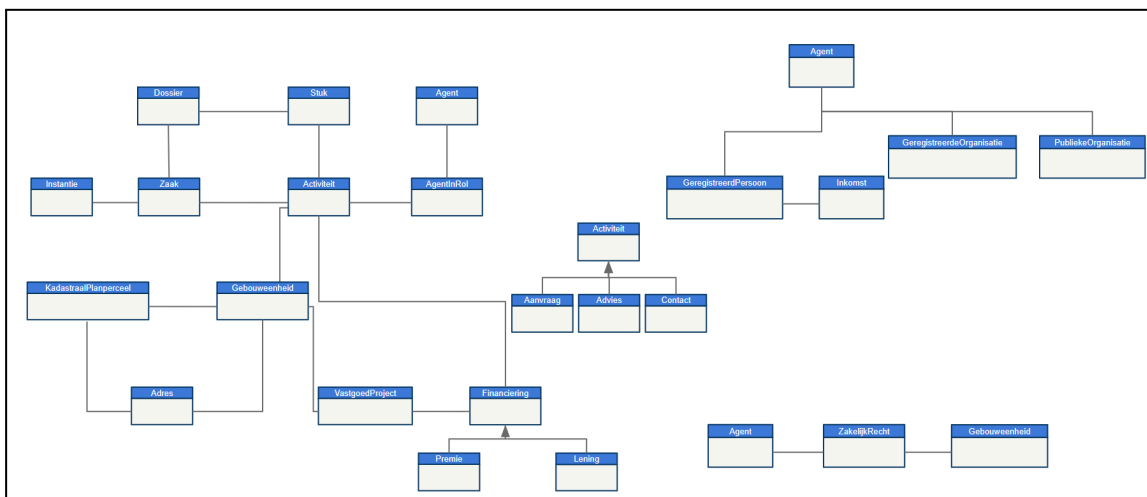 Agent
Dossier
Stuk
Agent
GeregistreerdeOrganisatie
PubliekeOrganisatie
Instantie
Zaak
Activiteit
AgentInRol
GeregistreerdPersoon
Inkomst
Activiteit
KadastraalPlanperceel
Gebouweenheid
Aanvraag
Advies
Contact
Adres
VastgoedProject
Financiering
Agent
ZakelijkRecht
Gebouweenheid
Premie
Lening